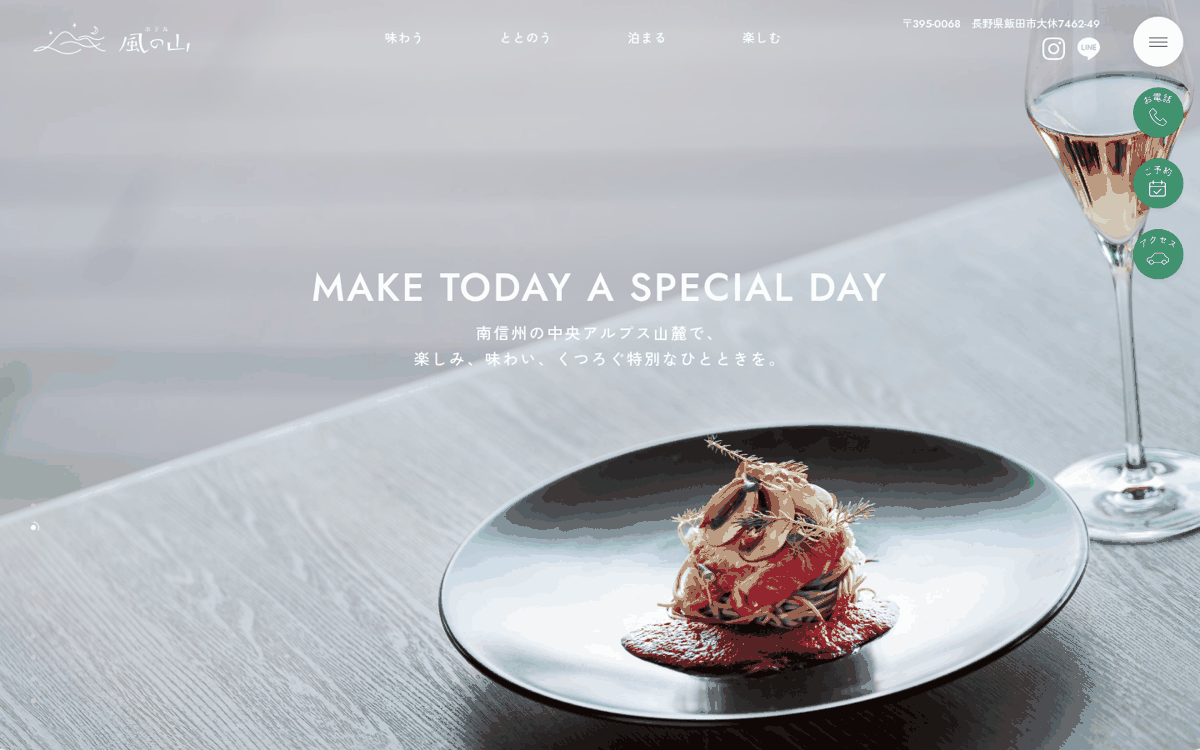 風の山
味わう
ととのう
泊まる
楽しむ
〒395-0068 長野県飯田市大休7462-49
LINE
お電話
ご予約
アクセス
MAKE TODAY A SPECIAL DAY
南信州の中央アルプス山麓で、
楽しみ、味わい、くつろぐ特別なひとときを。